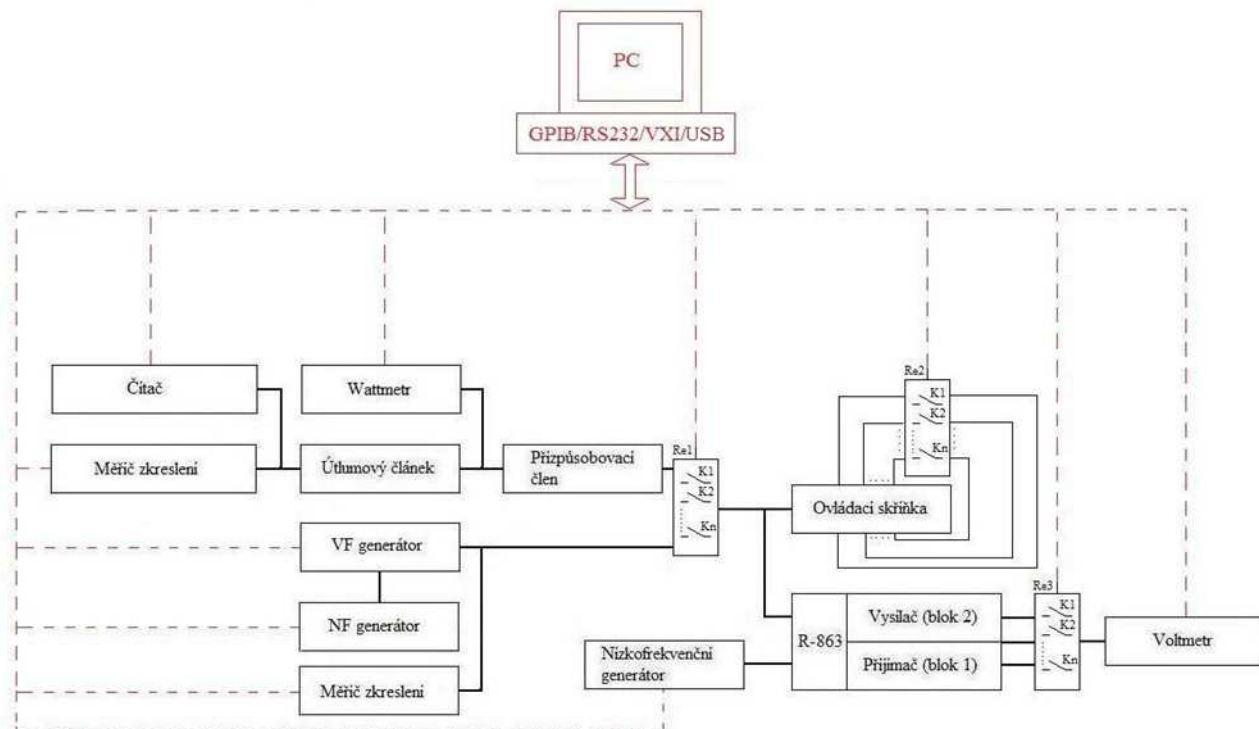 PC
GPIB/RS232/VXI/USB
Čitač
Wattmetr
Měřič zkreslení
Útlumový článek
Přizpůsobovací
člen
Re1
K1
K2
Kn
Re2
K1
K2
Kn
Ovládací skříňka
VF generátor
NF generátor
Měřič zkreslení
Nízkofrekvenční
generátor
R-863
Vysílač (blok 2)
Přijímač (blok 1)
Re3
K1
K2
Kn
Voltmetr